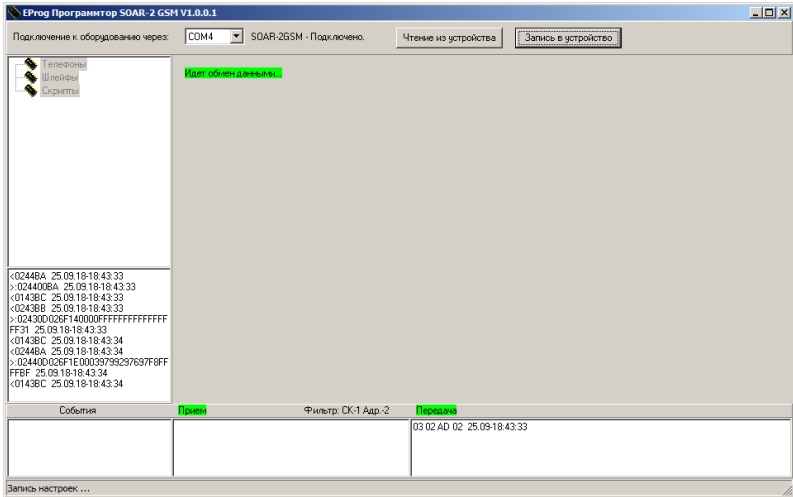 EProg Програмитор SOAR-2 GSM V1.0.0.1
Подключение к оборудованию через: COM4 SOAR-2GSM - Подключено. Чтение из устройства Запись в устройство
Телефоны
Шлейфы
Скрипты
Идет обмен данными...
<0244BA 25.09.18-18:43:33
>:024400BA 25.09.18-18:43:33
<0143BC 25.09.18-18:43:33
<0243BB 25.09.18-18:43:33
>:02430D026F140000FFFFFFFFFFFFFF
FF31 25.09.18-18:43:33
<0143BC 25.09.18-18:43:34
<0244BA 25.09.18-18:43:34
>:02440D026F1E00039799297697F8FF
FFBF 25.09.18-18:43:34
<0143BC 25.09.18-18:43:34
События Прием Фильтр: СК-1 Адр.-2 Передача
03 02 AD 02 25.09-18:43:33
Запись настроек ...